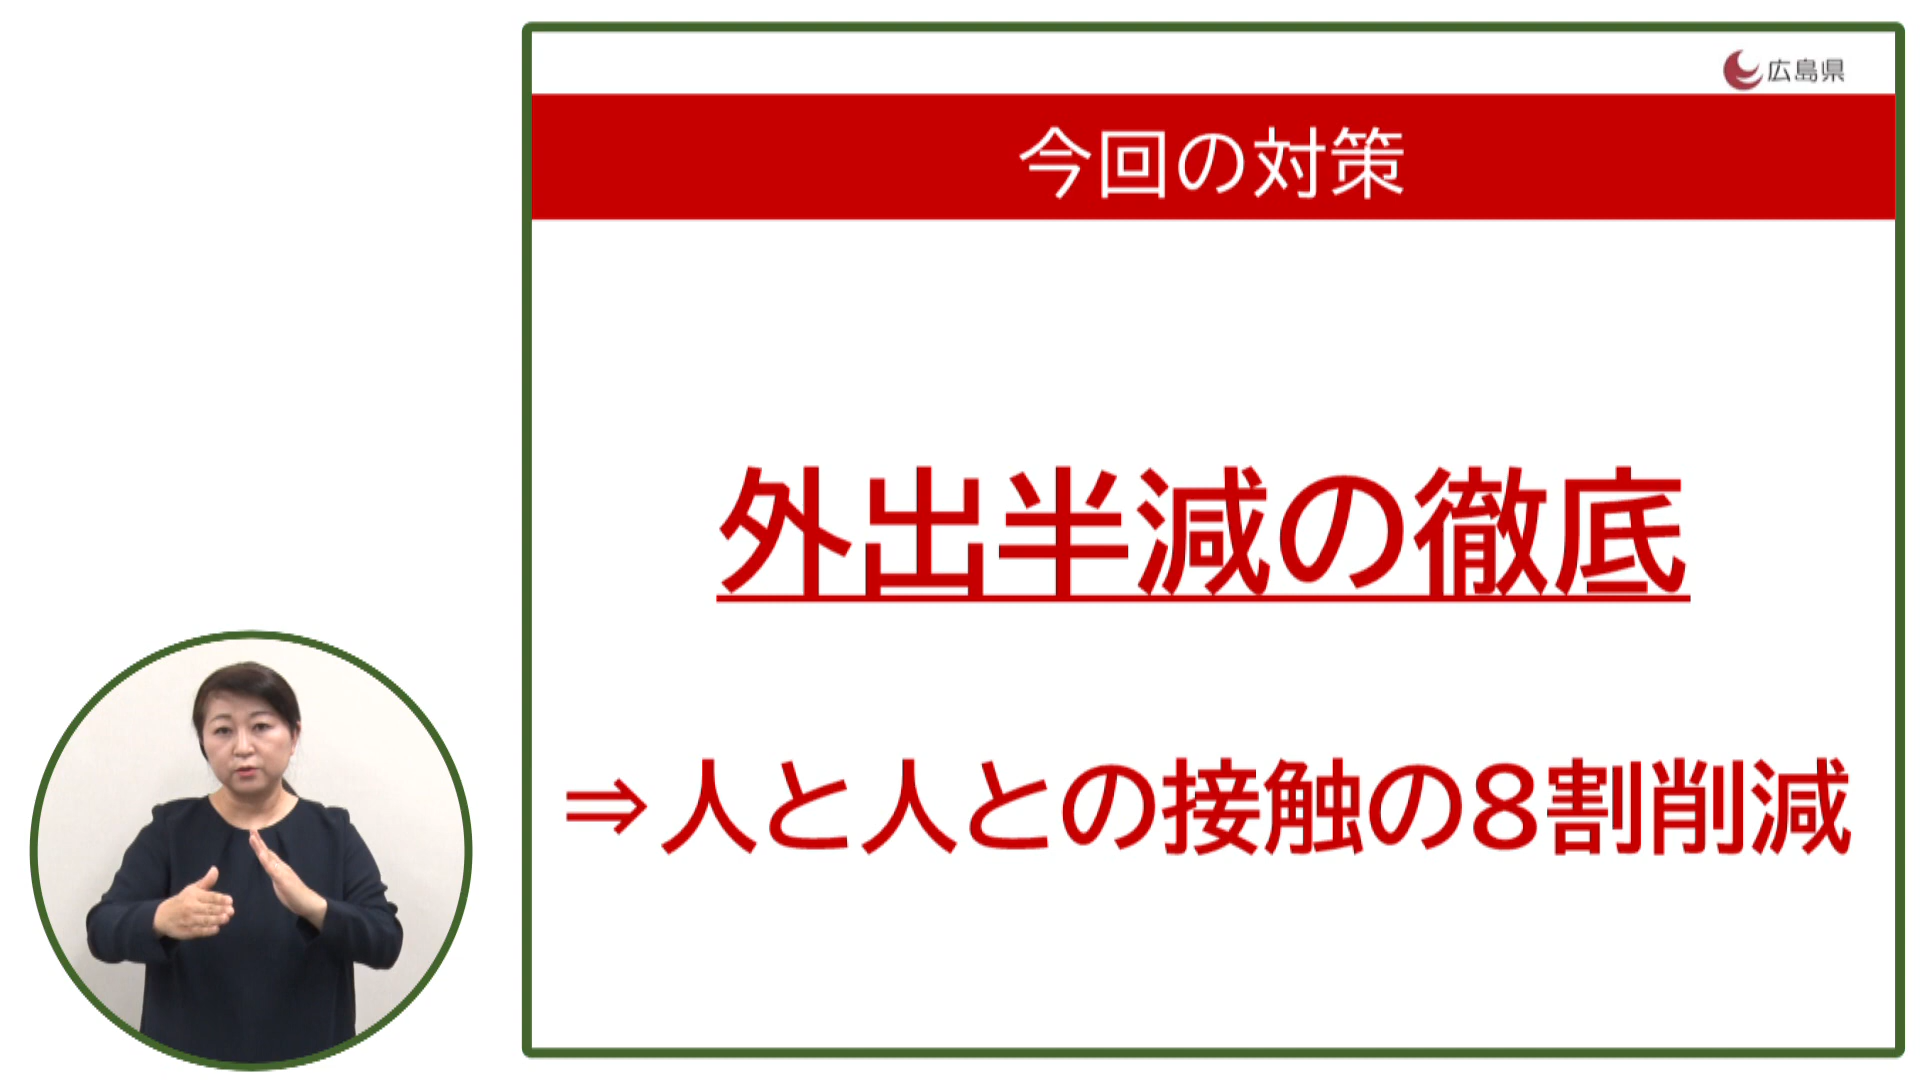 広島県
今回の対策
外出半減の徹底
⇒人と人との接触の8割削減